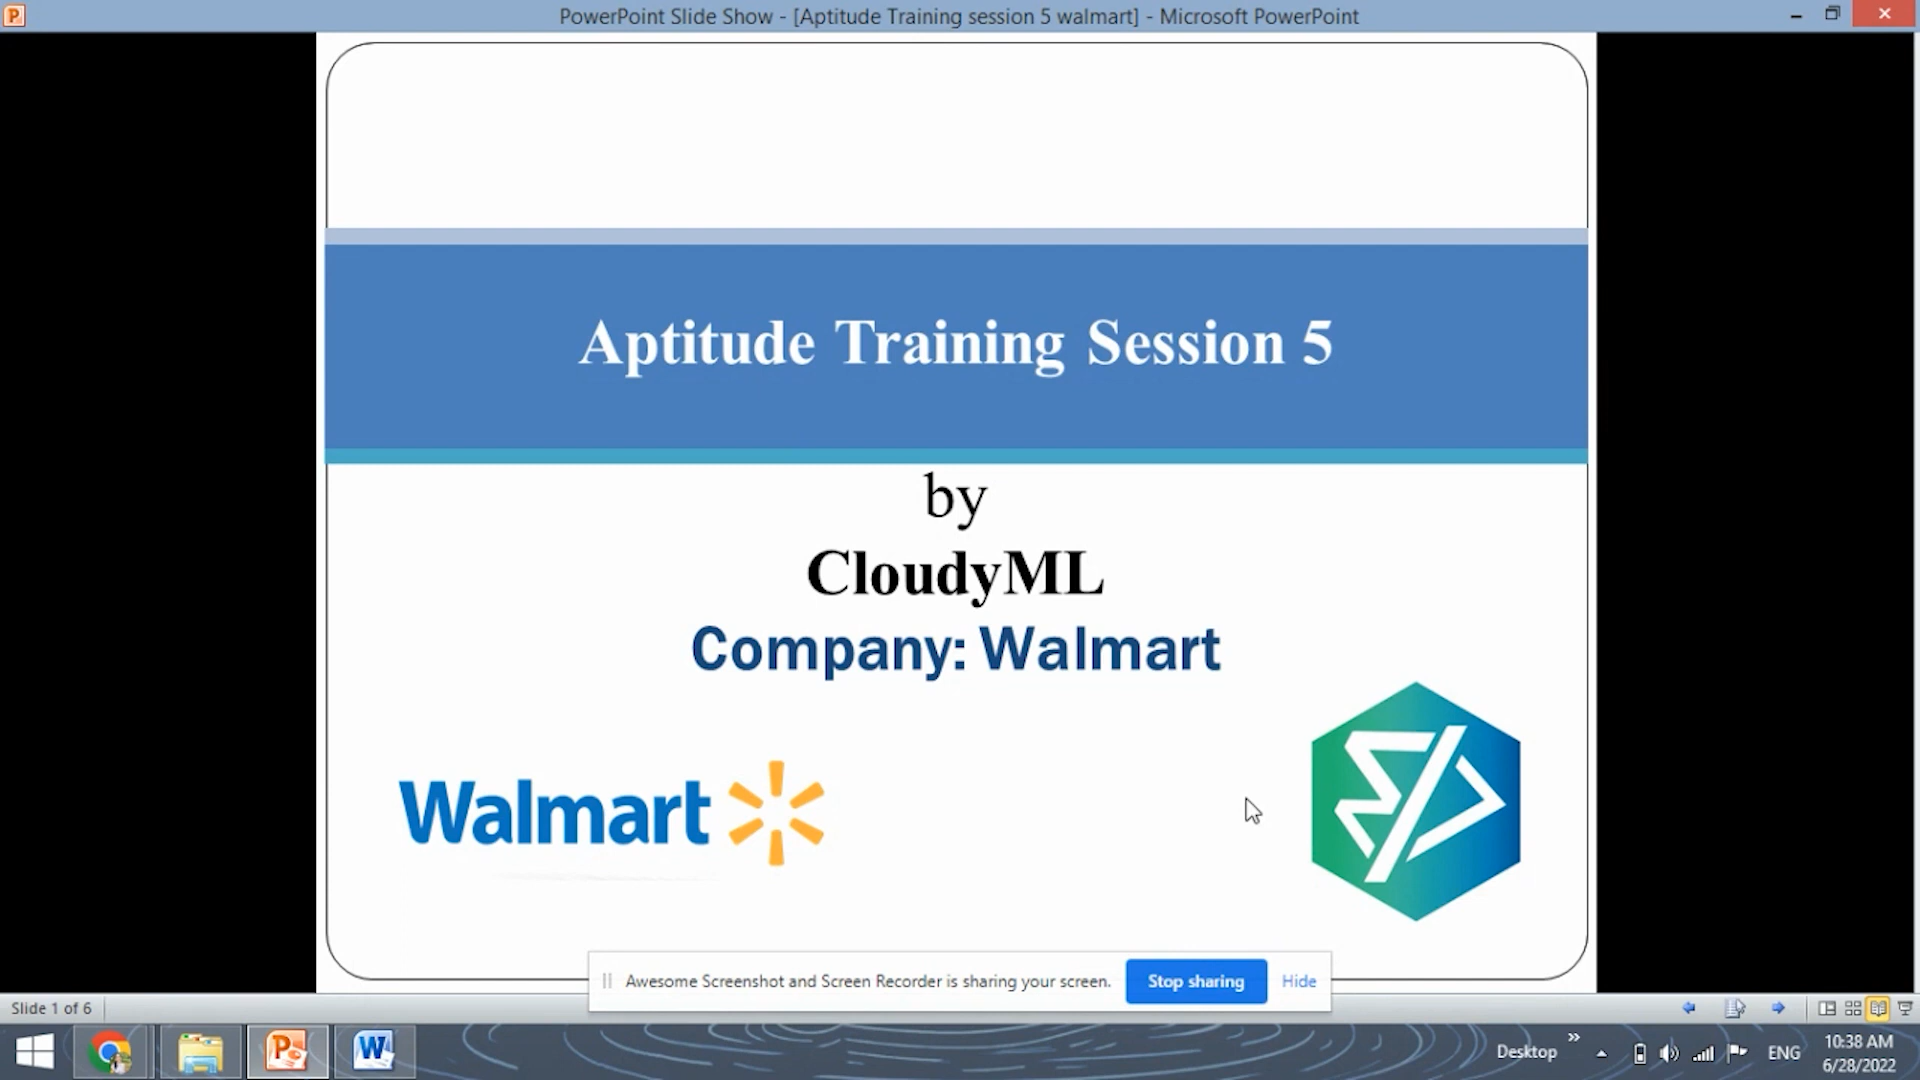 PowerPoint Slide Show - [Aptitude Training session 5 walmart] - Microsoft PowerPoint
Aptitude Training Session 5
by
CloudyML
Company: Walmart
Walmart
Awesome Screenshot and Screen Recorder is sharing your screen.
Stop sharing
Hide
Slide 1 of 6
Desktop
ENG
10:38 AM
6/28/2022